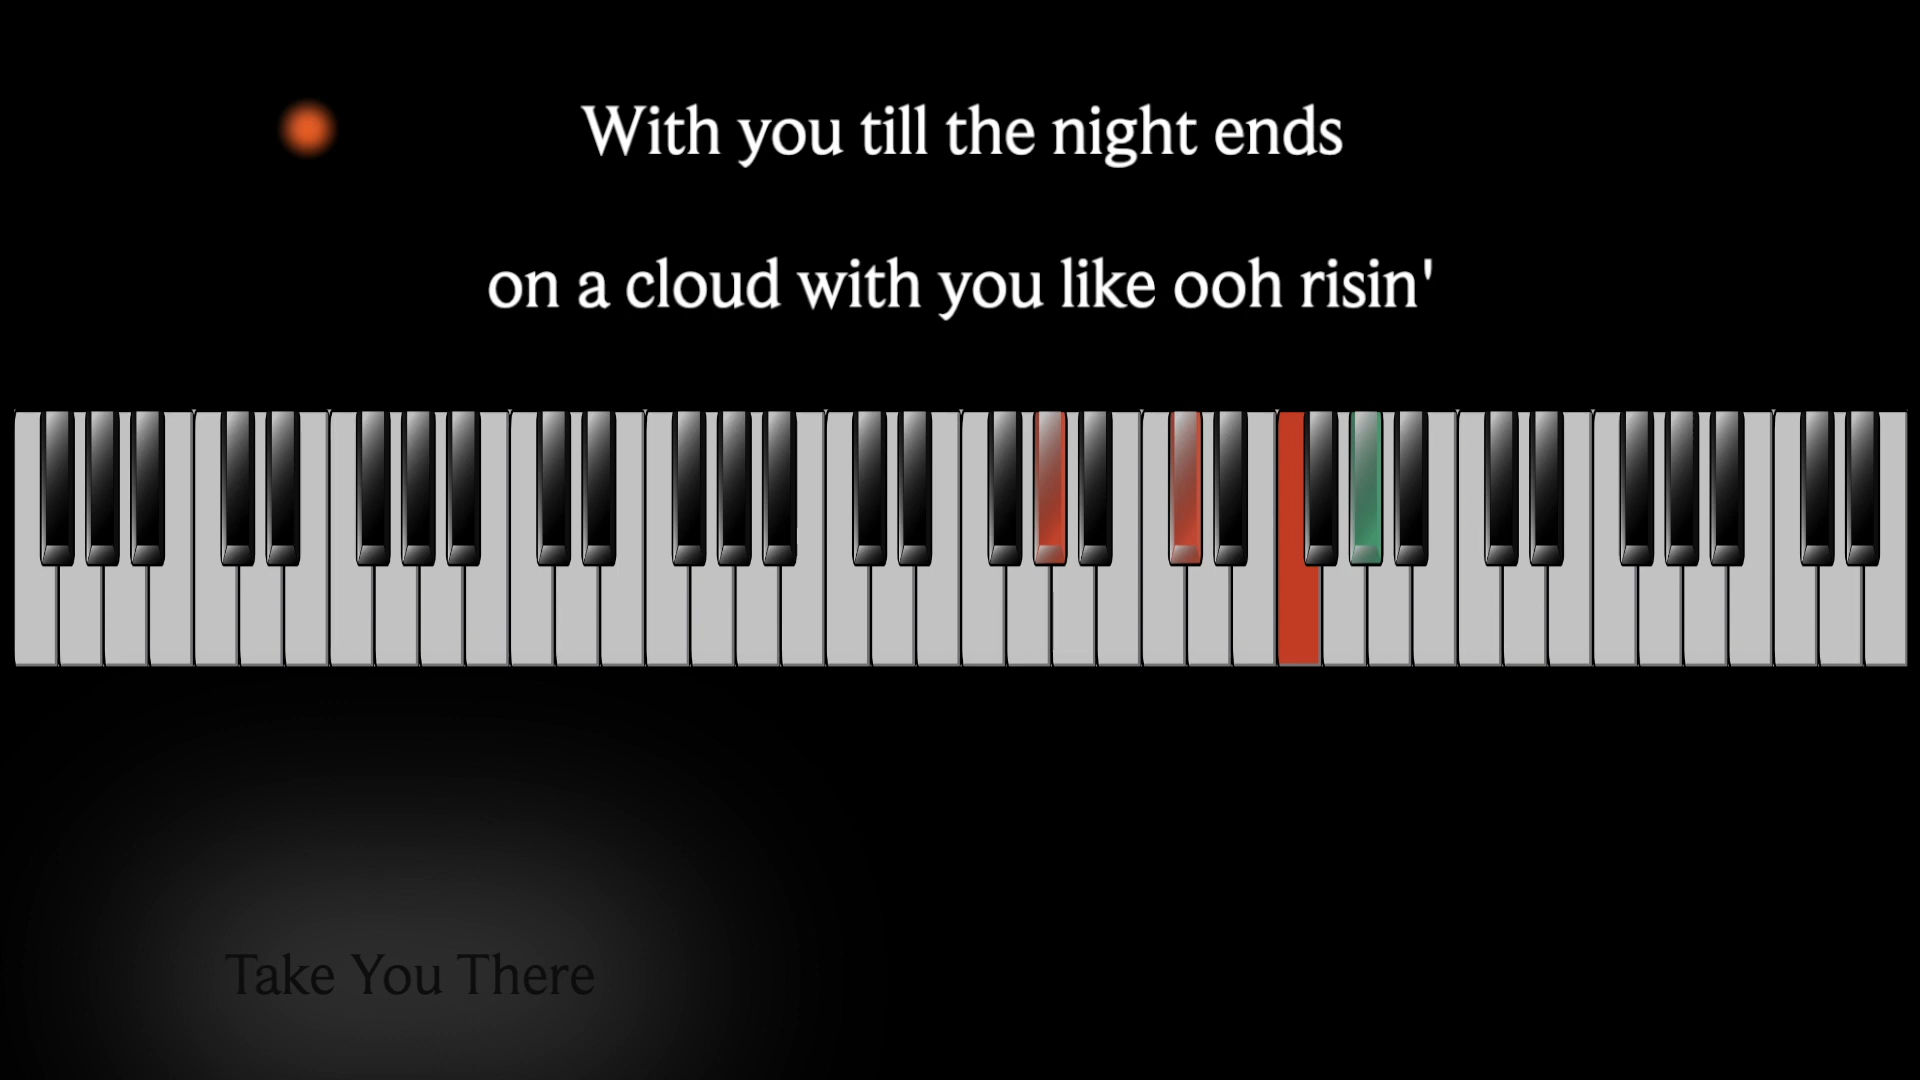 With you till the night ends
on a cloud with you like ooh risin'
Take You There